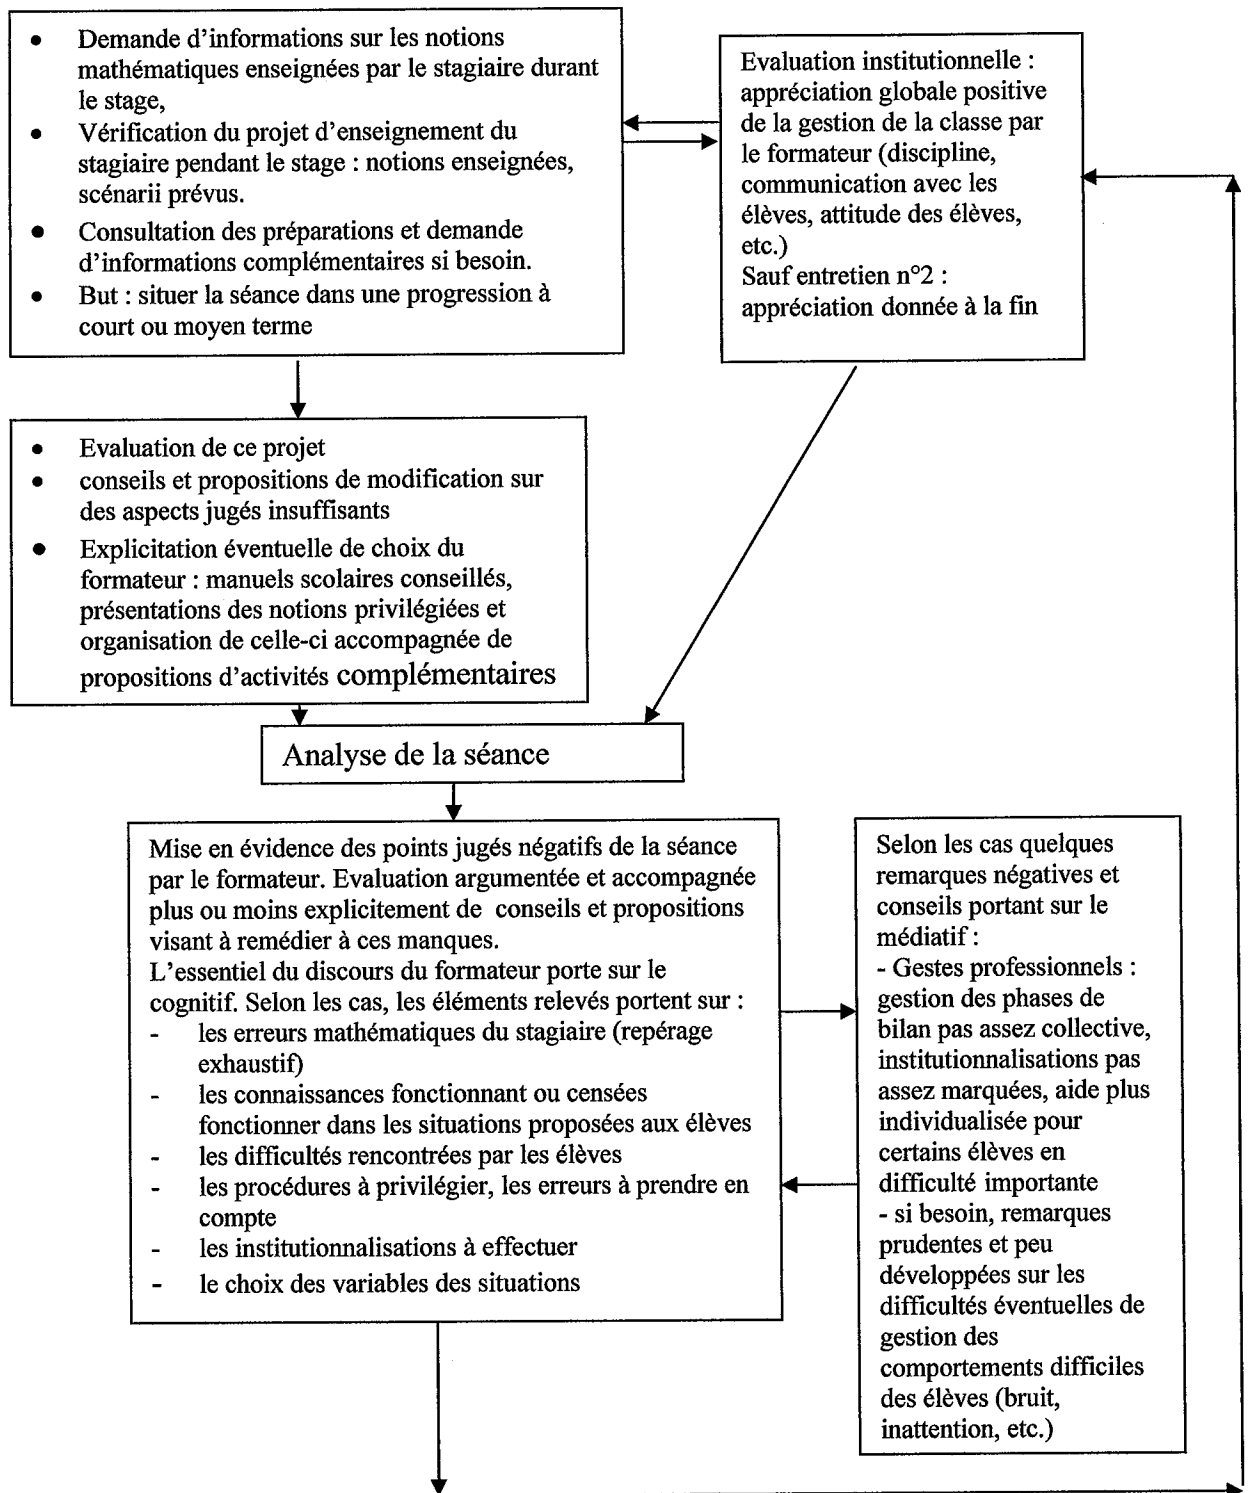 • Demande d'informations sur les notions
mathématiques enseignées par le stagiaire durant
le stage,
• Vérification du projet d'enseignement du
stagiaire pendant le stage : notions enseignées,
scénarii prévus.
• Consultation des préparations et demande
d'informations complémentaires si besoin.
• But : situer la séance dans une progression à
court ou moyen terme
Evaluation institutionnelle :
appréciation globale positive
de la gestion de la classe par
le formateur (discipline,
communication avec les
élèves, attitude des élèves,
etc.)
Sauf entretien n°2 :
appréciation donnée à la fin
• Evaluation de ce projet
• conseils et propositions de modification sur
des aspects jugés insuffisants
• Explicitation éventuelle de choix du
formateur : manuels scolaires conseillés,
présentations des notions privilégiées et
organisation de celle-ci accompagnée de
propositions d'activités complémentaires
Analyse de la séance
Mise en évidence des points jugés négatifs de la séance
par le formateur. Evaluation argumentée et accompagnée
plus ou moins explicitement de conseils et propositions
visant à remédier à ces manques.
L'essentiel du discours du formateur porte sur le
cognitif. Selon les cas, les éléments relevés portent sur :
- les erreurs mathématiques du stagiaire (repérage
exhaustif)
- les connaissances fonctionnant ou censées
fonctionner dans les situations proposées aux élèves
- les difficultés rencontrées par les élèves
- les procédures à privilégier, les erreurs à prendre en
compte
- les institutionnalisations à effectuer
- le choix des variables des situations
Selon les cas quelques
remarques négatives et
conseils portant sur le
médiatif :
- Gestes professionnels :
gestion des phases de
bilan pas assez collective,
institutionnalisations pas
assez marquées, aide plus
individualisée pour
certains élèves en
difficulté importante
- si besoin, remarques
prudentes et peu
développées sur les
difficultés éventuelles de
gestion des
comportements difficiles
des élèves (bruit,
inattention, etc.)